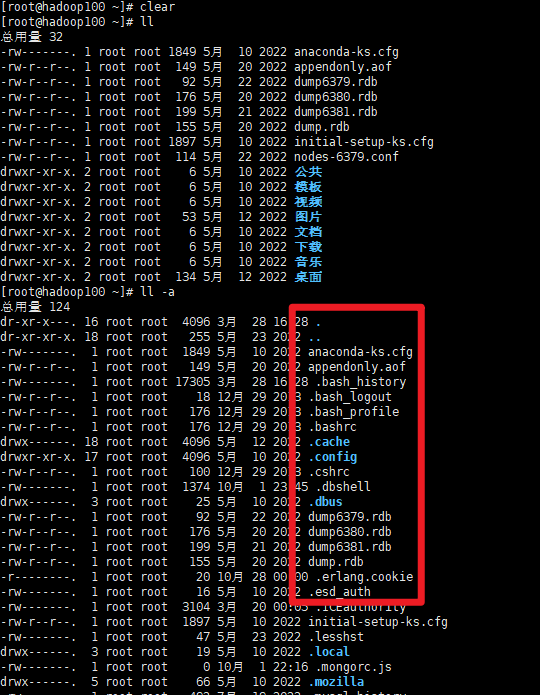 [root@hadoop100 ~]# clear
[root@hadoop100 ~]# ll
总用量 32
-rw-------. 1 root root 1849 5月  10 2022 anaconda-ks.cfg
-rw-r--r--. 1 root root  149 5月  20 2022 appendonly.aof
-rw-r--r--. 1 root root   92 5月  22 2022 dump6379.rdb
-rw-r--r--. 1 root root  176 5月  20 2022 dump6380.rdb
-rw-r--r--. 1 root root  199 5月  21 2022 dump6381.rdb
-rw-r--r--. 1 root root  155 5月  20 2022 dump.rdb
-rw-r--r--. 1 root root 1897 5月  10 2022 initial-setup-ks.cfg
-rw-r--r--. 1 root root  114 5月  22 2022 nodes-6379.conf
drwxr-xr-x. 2 root root    6 5月  10 2022 公共
drwxr-xr-x. 2 root root    6 5月  10 2022 模板
drwxr-xr-x. 2 root root    6 5月  10 2022 视频
drwxr-xr-x. 2 root root   53 5月  12 2022 图片
drwxr-xr-x. 2 root root    6 5月  10 2022 文档
drwxr-xr-x. 2 root root    6 5月  10 2022 下载
drwxr-xr-x. 2 root root    6 5月  10 2022 音乐
drwxr-xr-x. 2 root root  134 5月  12 2022 桌面
[root@hadoop100 ~]# ll -a
总用量 124
dr-xr-x---. 16 root root  4096 3月  28 16:28 .
dr-xr-xr-x. 18 root root   255 5月  23 2022 ..
-rw-------.  1 root root  1849 5月  10 2022 anaconda-ks.cfg
-rw-r--r--.  1 root root   149 5月  20 2022 appendonly.aof
-rw-------.  1 root root 17305 3月  28 16:28 .bash_history
-rw-r--r--.  1 root root    18 12月 29 2013 .bash_logout
-rw-r--r--.  1 root root   176 12月 29 2013 .bash_profile
-rw-r--r--.  1 root root   176 12月 29 2013 .bashrc
drwx------. 18 root root  4096 5月  12 2022 .cache
drwxr-xr-x. 17 root root  4096 5月  10 2022 .config
-rw-r--r--.  1 root root   100 12月 29 2013 .cshrc
-rw-------.  1 root root  1374 10月  1 23:45 .dbshell
drwx------.  3 root root    25 5月  10 2022 .dbus
-rw-r--r--.  1 root root    92 5月  22 2022 dump6379.rdb
-rw-r--r--.  1 root root   176 5月  20 2022 dump6380.rdb
-rw-r--r--.  1 root root   199 5月  21 2022 dump6381.rdb
-rw-r--r--.  1 root root   155 5月  20 2022 dump.rdb
-r--------.  1 root root    20 10月 28 00:00 .erlang.cookie
-rw-------.  1 root root    16 5月  10 2022 .esd_auth
-rw-------.  1 root root  3104 3月  20 00:03 .ICEauthority
-rw-r--r--.  1 root root  1897 5月  10 2022 initial-setup-ks.cfg
-rw-------.  1 root root    47 5月  23 2022 .lesshst
drwx------.  3 root root    19 5月  10 2022 .local
-rw-------.  1 root root     0 10月  1 22:16 .mongorc.js
drwx------.  5 root root    66 5月  10 2022 .mozilla